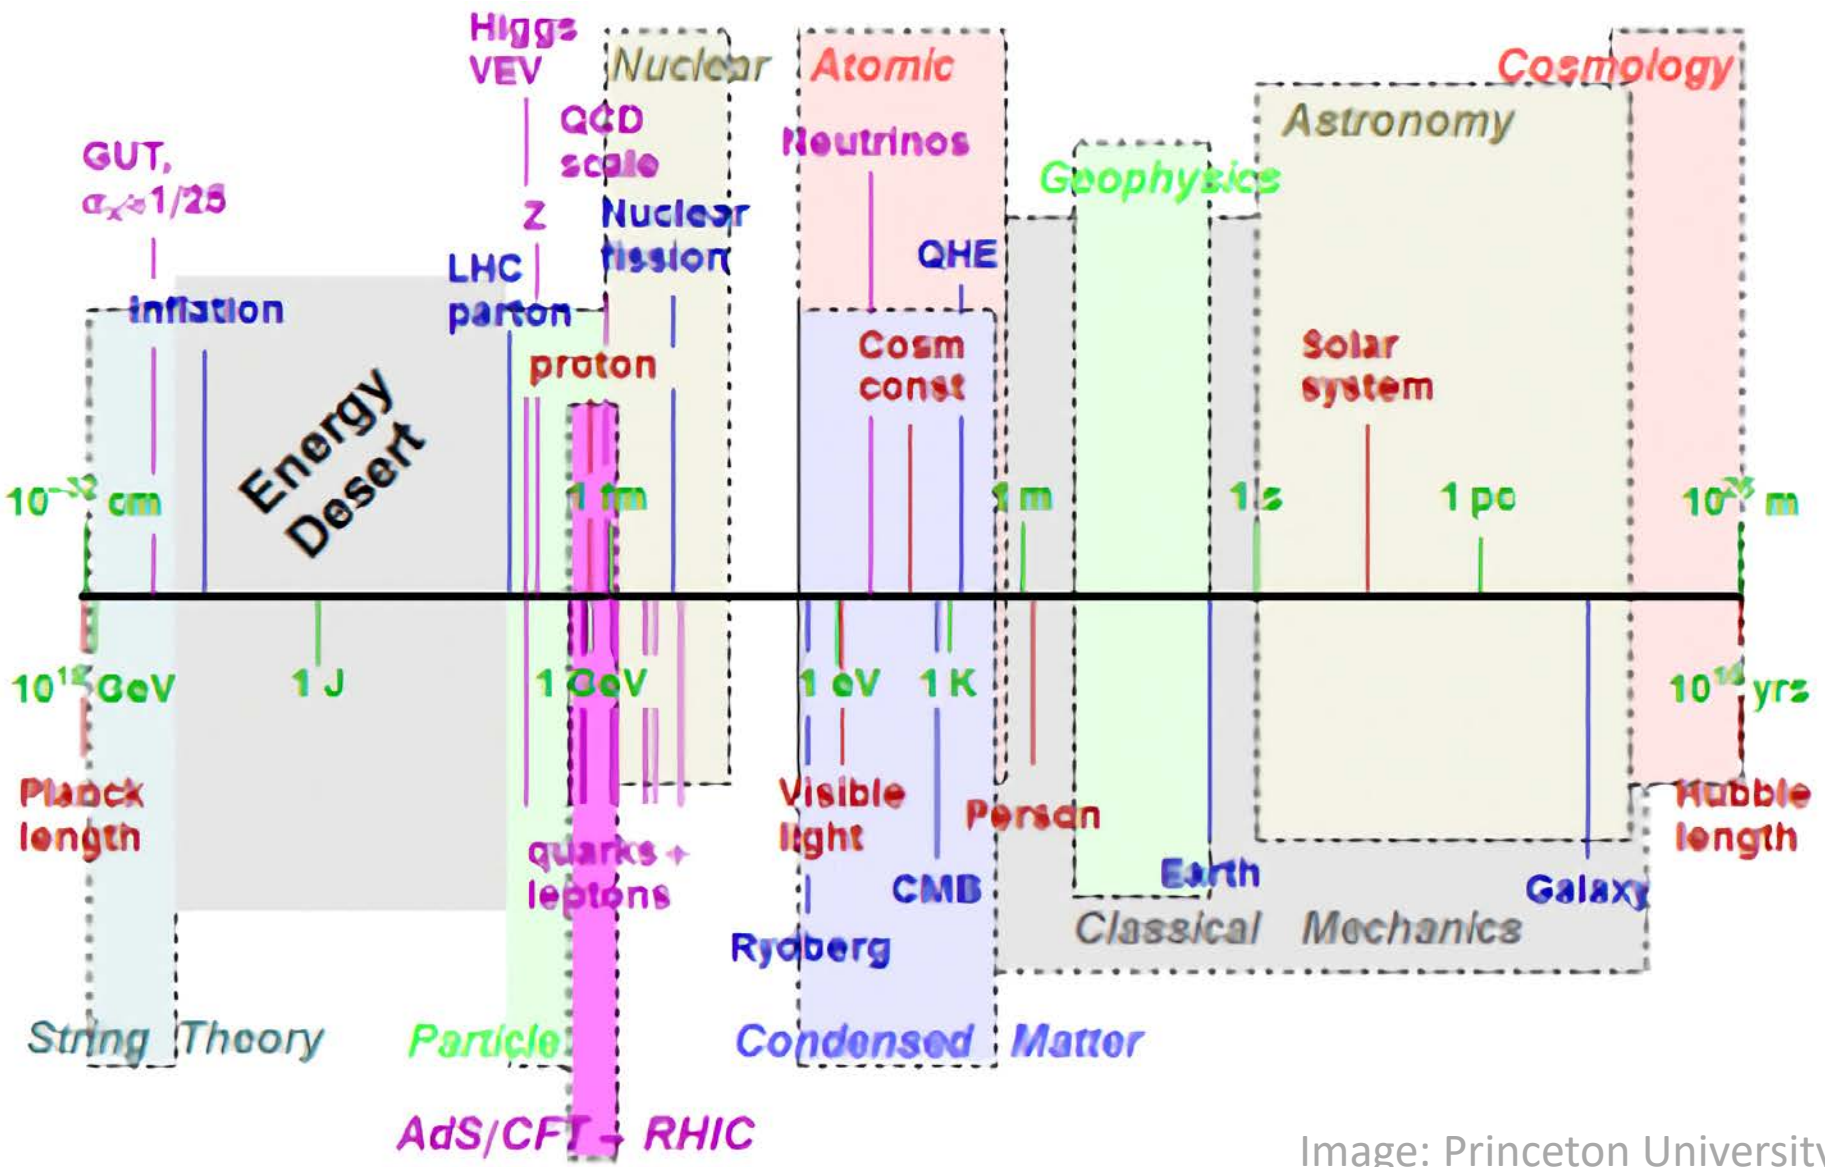 Higgs
VEV
Nuclear
Atomic
Cosmology
QCD
scale
Astronomy
GUT,
αₓ≈1/25
Neutrinos
Geophysics
Z
Nuclear
fission
LHC
parton
QHE
Inflation
proton
Cosm
const
Solar
system
Energy
Desert
10⁻³² cm
1 fm
1 m
1 s
1 pc
m
GeV
1 J
1 GeV
1 eV
1 K
yrs
Planck
length
Visible
light
Person
Hubble
length
quarks +
leptons
CMB
Earth
Galaxy
Rydberg
Classical Mechanics
String Theory
Particle
Condensed Matter
AdS/CFT - RHIC
Image: Princeton University